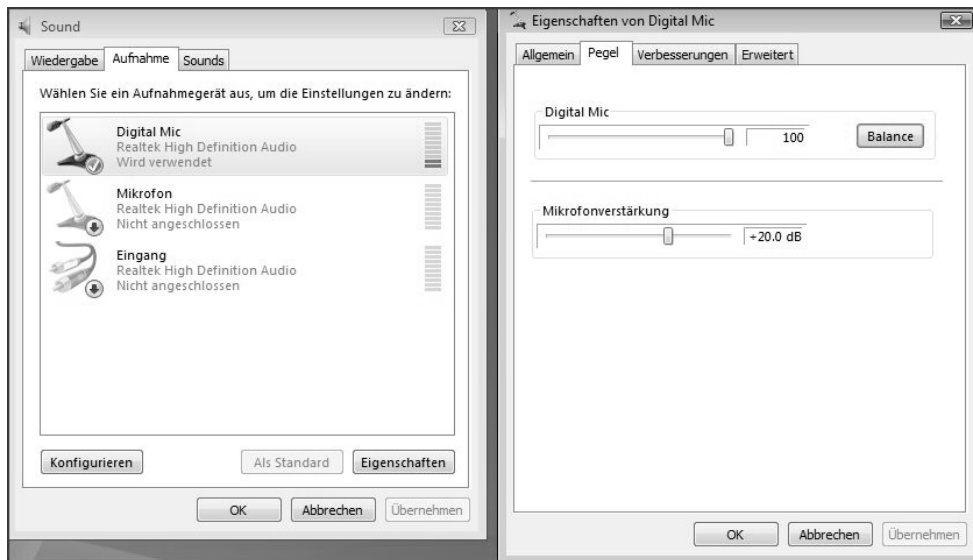 Sound
Wiedergabe Aufnahme Sounds
Wählen Sie ein Aufnahmegerät aus, um die Einstellungen zu ändern:
Digital Mic
Realtek High Definition Audio
Wird verwendet
Mikrofon
Realtek High Definition Audio
Nicht angeschlossen
Eingang
Realtek High Definition Audio
Nicht angeschlossen
Konfigurieren Als Standard Eigenschaften
OK Abbrechen Übernehmen
Eigenschaften von Digital Mic
Allgemein Pegel Verbesserungen Erweitert
Digital Mic
100 Balance
Mikrofonverstärkung
+20.0 dB
OK Abbrechen Übernehmen